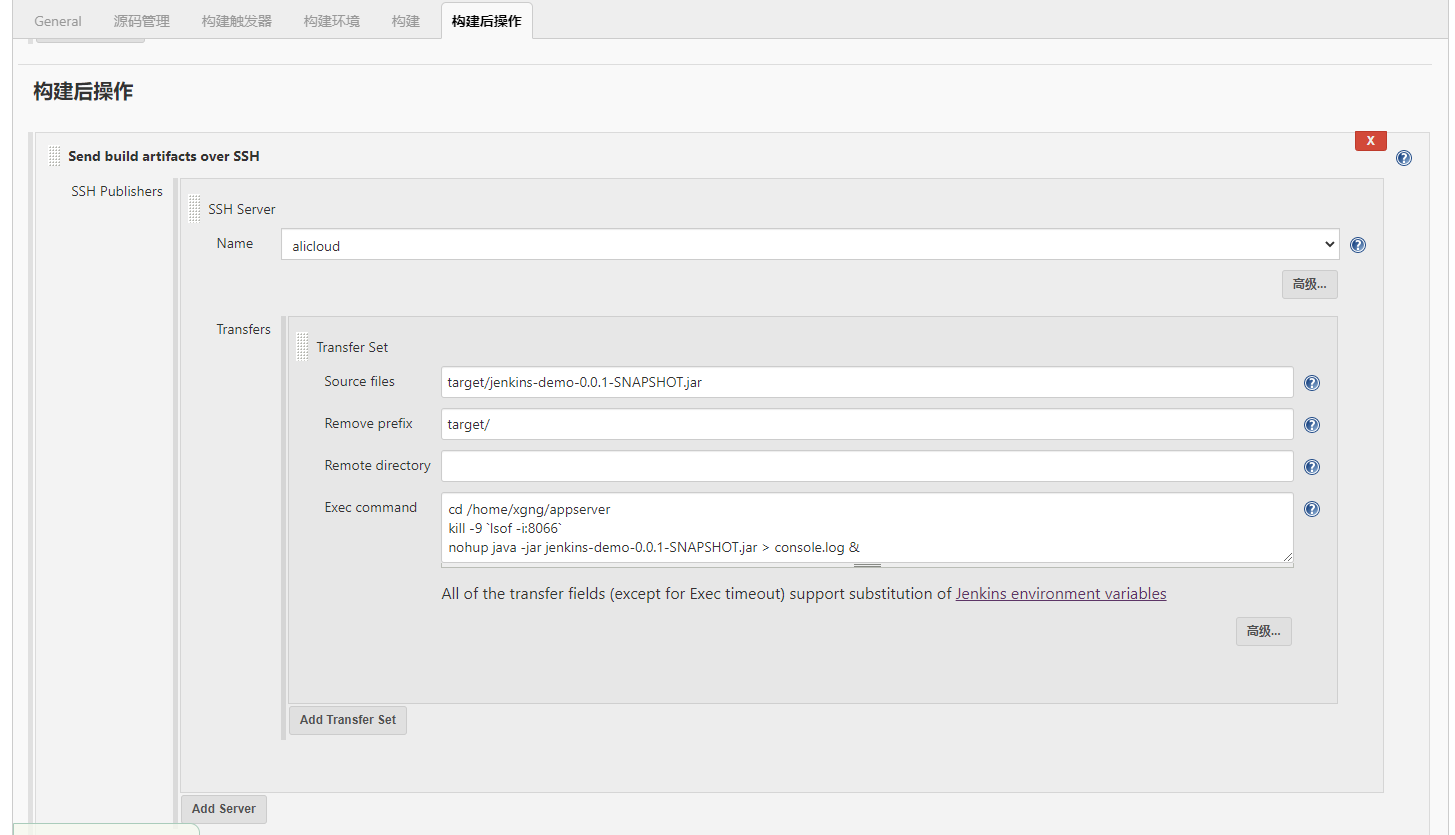 General 源码管理 构建触发器 构建环境 构建 构建后操作
构建后操作
X
Send build artifacts over SSH
SSH Publishers
SSH Server
Name alicloud
高级...
Transfers
Transfer Set
Source files target/jenkins-demo-0.0.1-SNAPSHOT.jar
Remove prefix target/
Remote directory
Exec command cd /home/xgng/appserver
kill -9 `lsof -i:8066`
nohup java -jar jenkins-demo-0.0.1-SNAPSHOT.jar > console.log &
All of the transfer fields (except for Exec timeout) support substitution of Jenkins environment variables
高级...
Add Transfer Set
Add Server